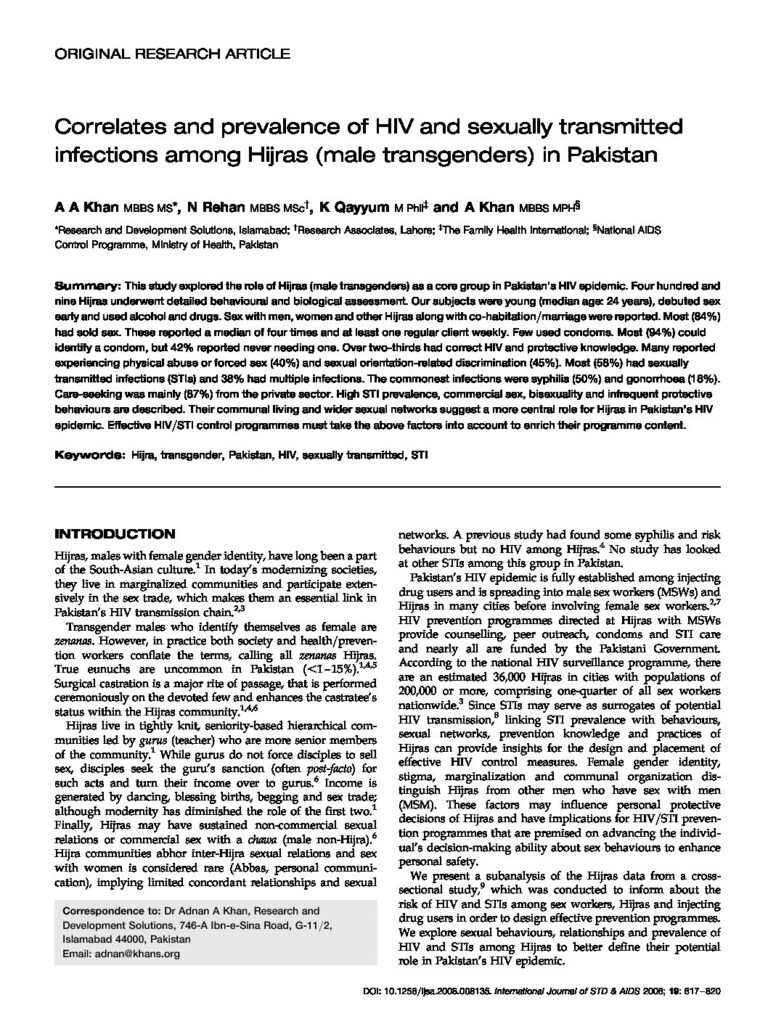 ORIGINAL RESEARCH ARTICLE
Correlates and prevalence of HIV and sexually transmitted
infections among Hijras (male transgenders) in Pakistan
A A Khan MBBS MS*, N Rehan MBBS MSc†, K Qayyum M Phil‡ and A Khan MBBS MPH§
*Research and Development Solutions, Islamabad; †Research Associates, Lahore; ‡The Family Health International; §National AIDS
Control Programme, Ministry of Health, Pakistan
Summary: This study explored the role of Hijras (male transgenders) as a core group in Pakistan's HIV epidemic. Four hundred and
nine Hijras underwent detailed behavioural and biological assessment. Our subjects were young (median age: 24 years), debuted sex
early and used alcohol and drugs. Sex with men, women and other Hijras along with co-habitation/marriage were reported. Most (84%)
had sold sex. These reported a median of four times and at least one regular client weekly. Few used condoms. Most (94%) could
identify a condom, but 42% reported never needing one. Over two-thirds had correct HIV and protective knowledge. Many reported
experiencing physical abuse or forced sex (40%) and sexual orientation-related discrimination (45%). Most (58%) had sexually
transmitted infections (STIs) and 38% had multiple infections. The commonest infections were syphilis (50%) and gonorrhoea (18%).
Care-seeking was mainly (87%) from the private sector. High STI prevalence, commercial sex, bisexuality and infrequent protective
behaviours are described. Their communal living and wider sexual networks suggest a more central role for Hijras in Pakistan's HIV
epidemic. Effective HIV/STI control programmes must take the above factors into account to enrich their programme content.
Keywords: Hijra, transgender, Pakistan, HIV, sexually transmitted, STI
INTRODUCTION
Hijras, males with female gender identity, have long been a part
of the South-Asian culture.1 In today's modernizing societies,
they live in marginalized communities and participate exten-
sively in the sex trade, which makes them an essential link in
Pakistan's HIV transmission chain.2,3
Transgender males who identify themselves as female are
zenanas. However, in practice both society and health/preven-
tion workers conflate the terms, calling all zenanas Hijras.
True eunuchs are uncommon in Pakistan (<1–15%).1,4,5
Surgical castration is a major rite of passage, that is performed
ceremoniously on the devoted few and enhances the castratee's
status within the Hijras community.1,4,6
Hijras live in tightly knit, seniority-based hierarchical com-
munities led by gurus (teacher) who are more senior members
of the community.1 While gurus do not force disciples to sell
sex, disciples seek the guru's sanction (often post-facto) for
such acts and turn their income over to gurus.6 Income is
generated by dancing, blessing births, begging and sex trade;
although modernity has diminished the role of the first two.1
Finally, Hijras may have sustained non-commercial sexual
relations or commercial sex with a chawa (male non-Hijra).6
Hijra communities abhor inter-Hijra sexual relations and sex
with women is considered rare (Abbas, personal communi-
cation), implying limited concordant relationships and sexual
Correspondence to: Dr Adnan A Khan, Research and
Development Solutions, 746-A Ibn-e-Sina Road, G-11/2,
Islamabad 44000, Pakistan
Email: adnan@khans.org
networks. A previous study had found some syphilis and risk
behaviours but no HIV among Hijras.4 No study has looked
at other STIs among this group in Pakistan.
Pakistan's HIV epidemic is fully established among injecting
drug users and is spreading into male sex workers (MSWs) and
Hijras in many cities before involving female sex workers.2,7
HIV prevention programmes directed at Hijras with MSWs
provide counselling, peer outreach, condoms and STI care
and nearly all are funded by the Pakistani Government.
According to the national HIV surveillance programme, there
are an estimated 36,000 Hijras in cities with populations of
200,000 or more, comprising one-quarter of all sex workers
nationwide.3 Since STIs may serve as surrogates of potential
HIV transmission,8 linking STI prevalence with behaviours,
sexual networks, prevention knowledge and practices of
Hijras can provide insights for the design and placement of
effective HIV control measures. Female gender identity,
stigma, marginalization and communal organization dis-
tinguish Hijras from other men who have sex with men
(MSM). These factors may influence personal protective
decisions of Hijras and have implications for HIV/STI preven-
tion programmes that are premised on advancing the individ-
ual's decision-making ability about sex behaviours to enhance
personal safety.
We present a subanalysis of the Hijras data from a cross-
sectional study,9 which was conducted to inform about the
risk of HIV and STIs among sex workers, Hijras and injecting
drug users in order to design effective prevention programmes.
We explore sexual behaviours, relationships and prevalence of
HIV and STIs among Hijras to better define their potential
role in Pakistan's HIV epidemic.
DOI: 10.1258/ijsa.2008.008135. International Journal of STD & AIDS 2008; 19: 817–820